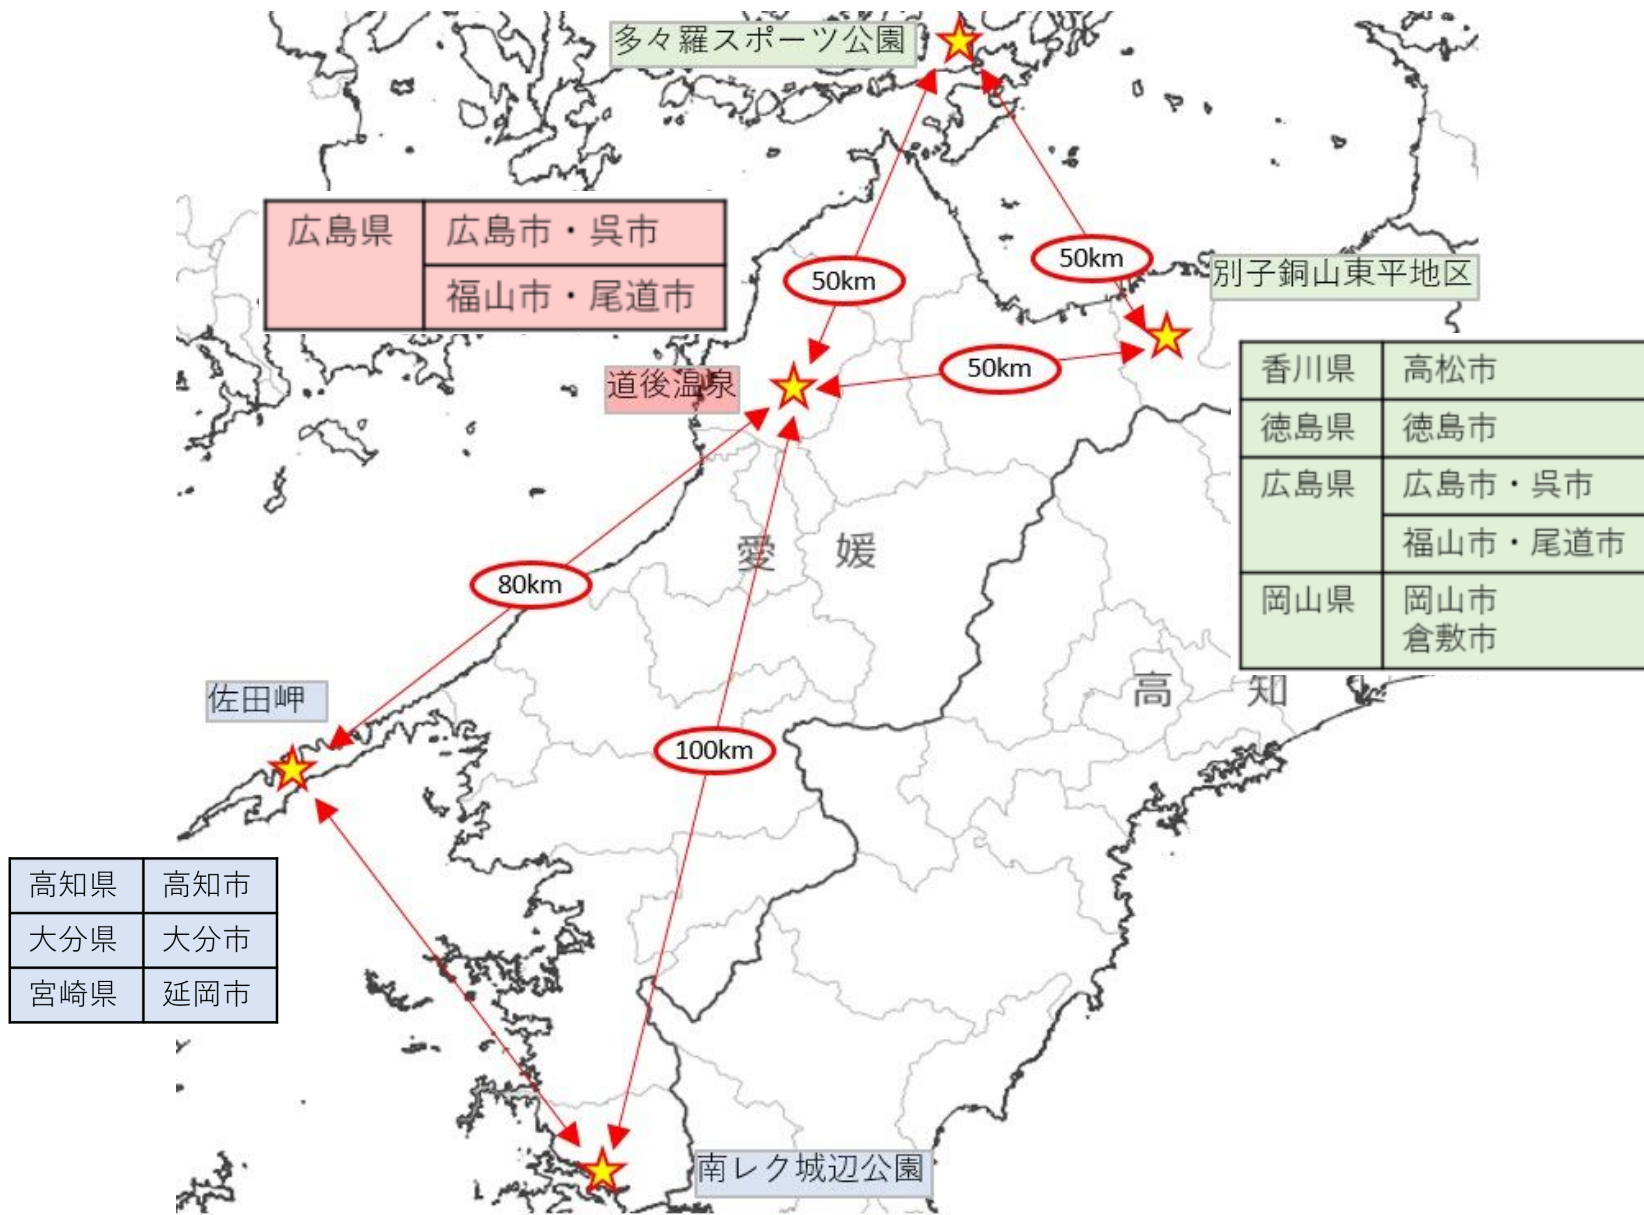 多々羅スポーツ公園
広島県 広島市・呉市
福山市・尾道市
50km
50km
別子銅山東平地区
50km
道後温泉
香川県 高松市
徳島県 徳島市
広島県 広島市・呉市
福山市・尾道市
岡山県 岡山市
倉敷市
愛媛
80km
佐田岬
高知
100km
高知県 高知市
大分県 大分市
宮崎県 延岡市
南レク城辺公園